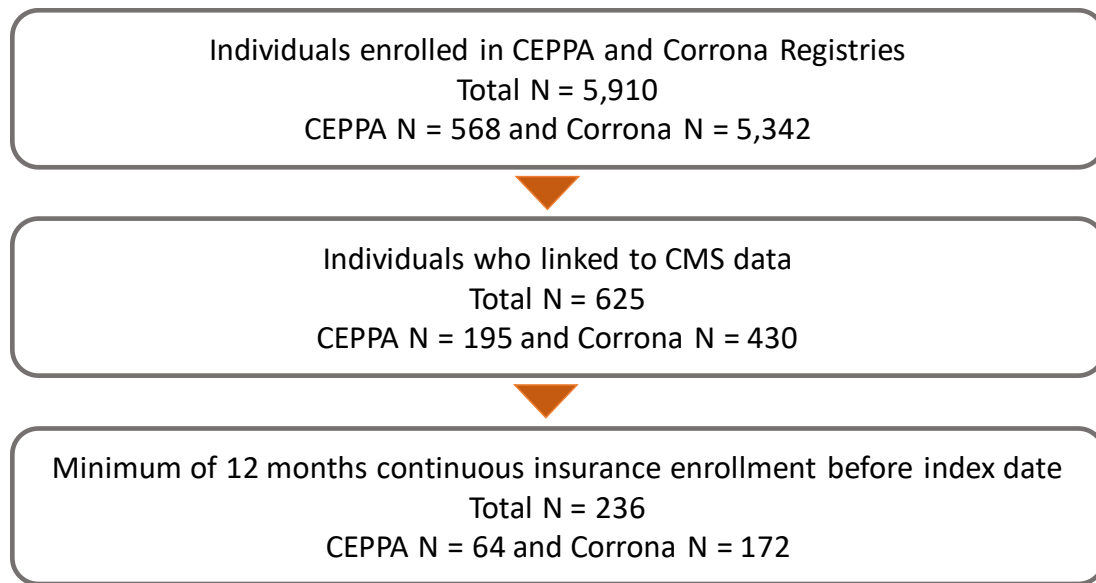 Individuals enrolled in CEPPA and Corrona Registries
Total N = 5,910
CEPPA N = 568 and Corrona N = 5,342
Individuals who linked to CMS data
Total N = 625
CEPPA N = 195 and Corrona N = 430
Minimum of 12 months continuous insurance enrollment before index date
Total N = 236
CEPPA N = 64 and Corrona N = 172